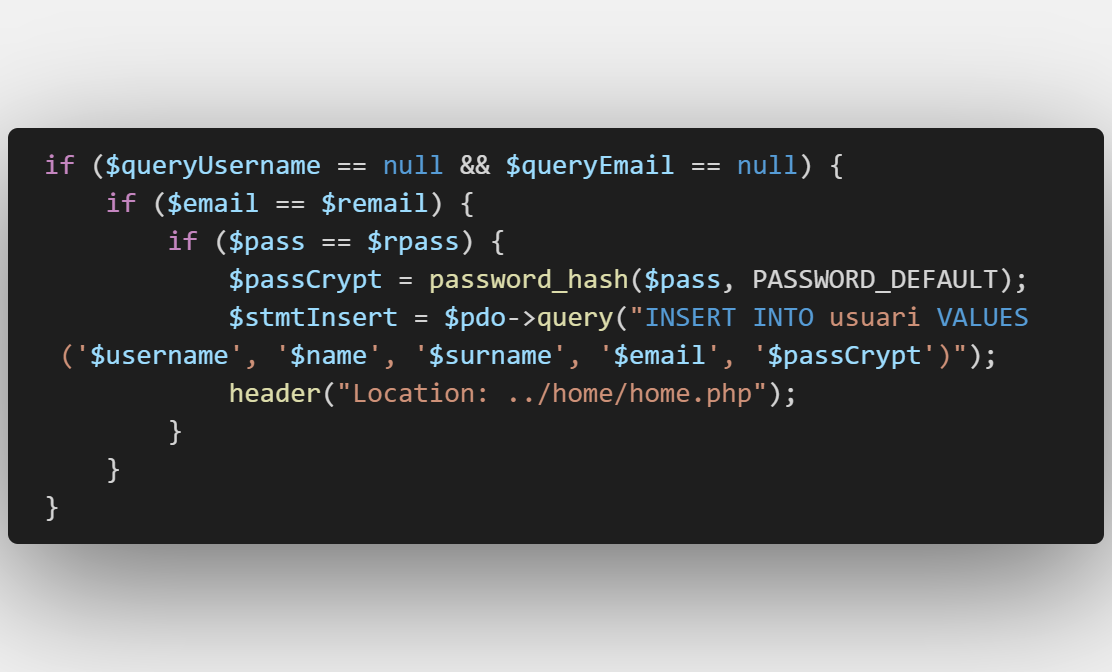 if ($queryUsername == null && $queryEmail == null) {
    if ($email == $remail) {
        if ($pass == $rpass) {
            $passCrypt = password_hash($pass, PASSWORD_DEFAULT);
            $stmtInsert = $pdo->query("INSERT INTO usuari VALUES
 ('$username', '$name', '$surname', '$email', '$passCrypt')");
            header("Location: ../home/home.php");
        }
    }
}